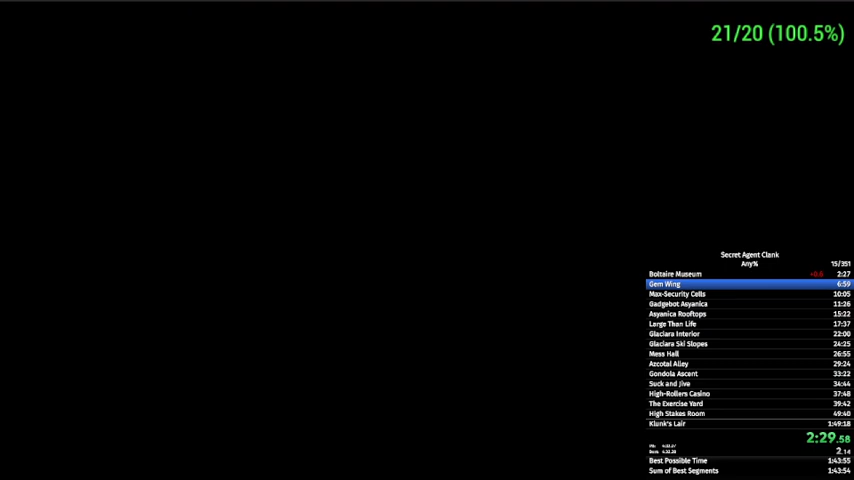 21/20 (100.5%)
Secret Agent Clank
Any% 15/351
Boltaire Museum +0.6 2:27
Gem Wing 6:59
Max-Security Cells 10:05
Gadgebot Asyanica 11:26
Asyanica Rooftops 15:22
Large Than Life 17:37
Glaciara Interior 22:00
Glaciara Ski Slopes 24:25
Mess Hall 26:55
Azcotal Alley 29:24
Gondola Ascent 33:22
Suck and Jive 34:44
High-Rollers Casino 37:48
The Exercise Yard 39:42
High Stakes Room 49:40
Klunk's Lair 1:49:18
2:29.58
2.14
Best Possible Time 1:43:55
Sum of Best Segments 1:43:54